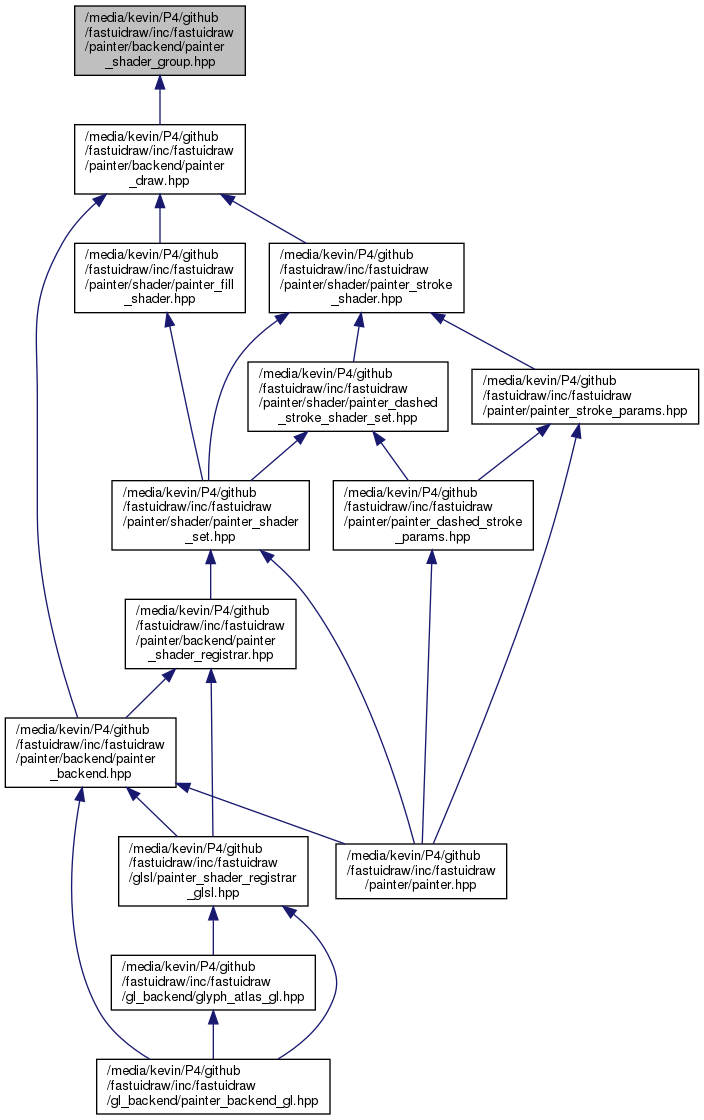 /media/kevin/P4/github
/fastuidraw/inc/fastuidraw
/painter/backend/painter
_shader_group.hpp
/media/kevin/P4/github
/fastuidraw/inc/fastuidraw
/painter/backend/painter
_draw.hpp
/media/kevin/P4/github
/fastuidraw/inc/fastuidraw
/painter/shader/painter_fill
_shader.hpp
/media/kevin/P4/github
/fastuidraw/inc/fastuidraw
/painter/shader/painter_stroke
_shader.hpp
/media/kevin/P4/github
/fastuidraw/inc/fastuidraw
/painter/shader/painter_dashed
_stroke_shader_set.hpp
/media/kevin/P4/github
/fastuidraw/inc/fastuidraw
/painter/painter_stroke_params.hpp
/media/kevin/P4/github
/fastuidraw/inc/fastuidraw
/painter/shader/painter_shader
_set.hpp
/media/kevin/P4/github
/fastuidraw/inc/fastuidraw
/painter/painter_dashed_stroke
_params.hpp
/media/kevin/P4/github
/fastuidraw/inc/fastuidraw
/painter/backend/painter
_shader_registrar.hpp
/media/kevin/P4/github
/fastuidraw/inc/fastuidraw
/painter/backend/painter
_backend.hpp
/media/kevin/P4/github
/fastuidraw/inc/fastuidraw
/glsl/painter_shader_registrar
_glsl.hpp
/media/kevin/P4/github
/fastuidraw/inc/fastuidraw
/painter/painter.hpp
/media/kevin/P4/github
/fastuidraw/inc/fastuidraw
/gl_backend/glyph_atlas_gl.hpp
/media/kevin/P4/github
/fastuidraw/inc/fastuidraw
/gl_backend/painter_backend_gl.hpp